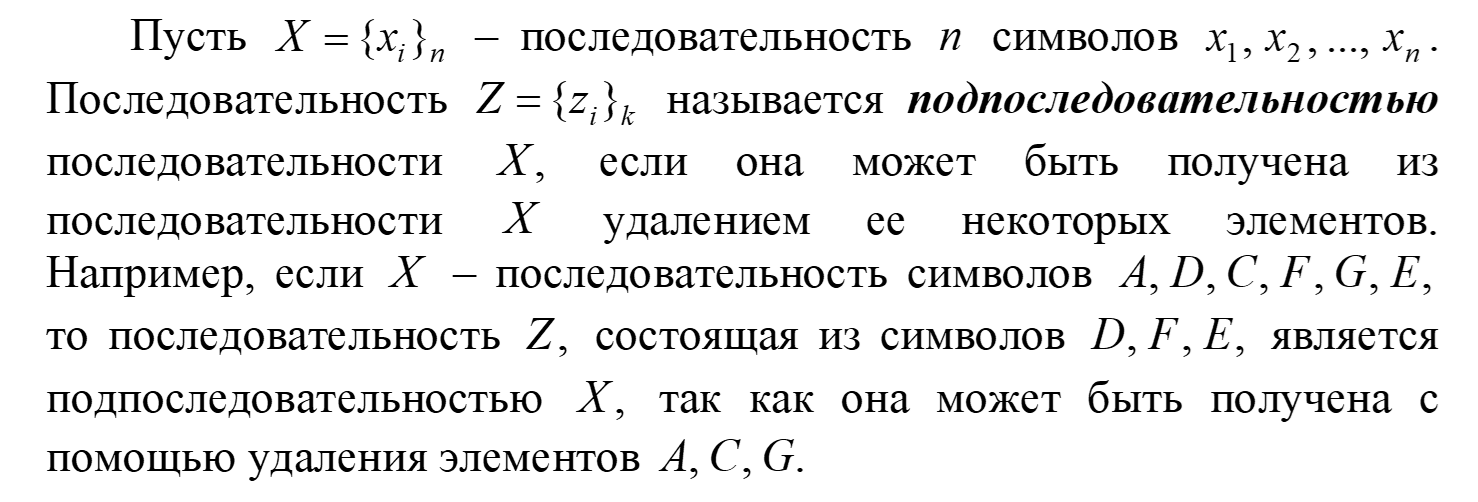 Пусть X = {x_i}_n – последовательность n символов x_1, x_2, ..., x_n.
Последовательность Z = {z_i}_k называется подпоследовательностью
последовательности X, если она может быть получена из
последовательности X удалением ее некоторых элементов.
Например, если X – последовательность символов A, D, C, F, G, E,
то последовательность Z, состоящая из символов D, F, E, является
подпоследовательностью X, так как она может быть получена с
помощью удаления элементов A, C, G.